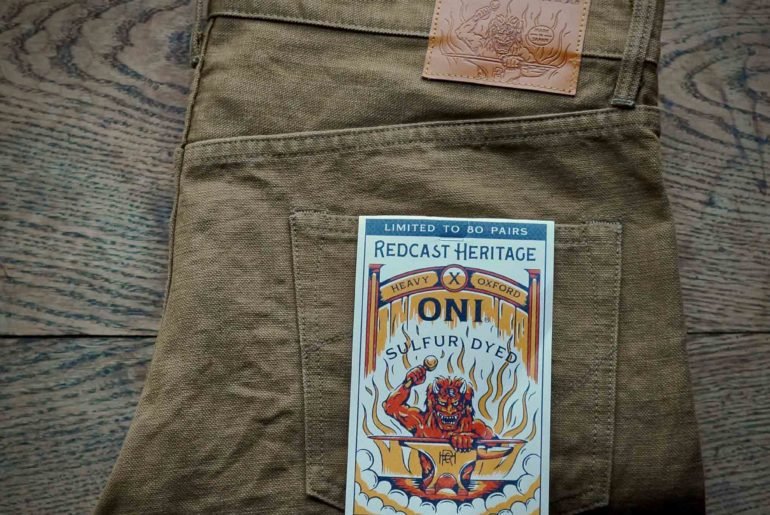 LIMITED TO 80 PAIRS
REDCAST HERITAGE
HEAVY X OXFORD
ONI
SULFUR DYED